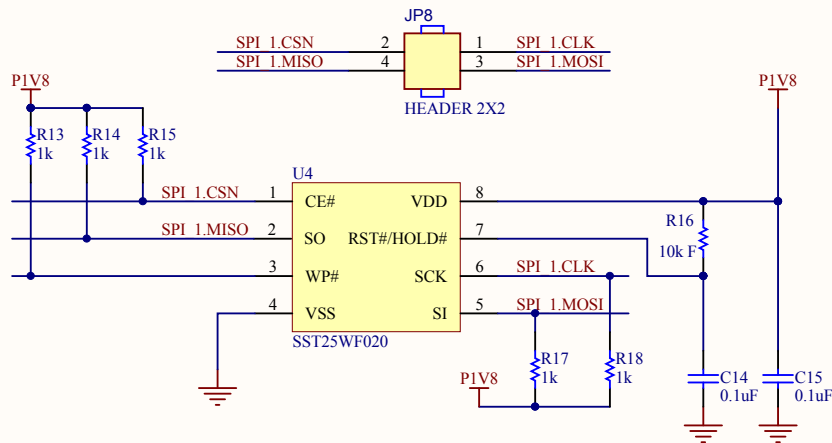 JP8
SPI_1.CSN 2 1 SPI_1.CLK
SPI_1.MISO 4 3 SPI_1.MOSI
HEADER 2X2
P1V8
P1V8
R13 1k
R14 1k
R15 1k
U4
SPI_1.CSN 1 CE# VDD 8
SPI_1.MISO 2 SO RST#/HOLD# 7
3 WP# SCK 6 SPI_1.CLK
4 VSS SI 5 SPI_1.MOSI
SST25WF020
R16
10k F
R17
1k
R18
1k
P1V8
C14
0.1uF
C15
0.1uF